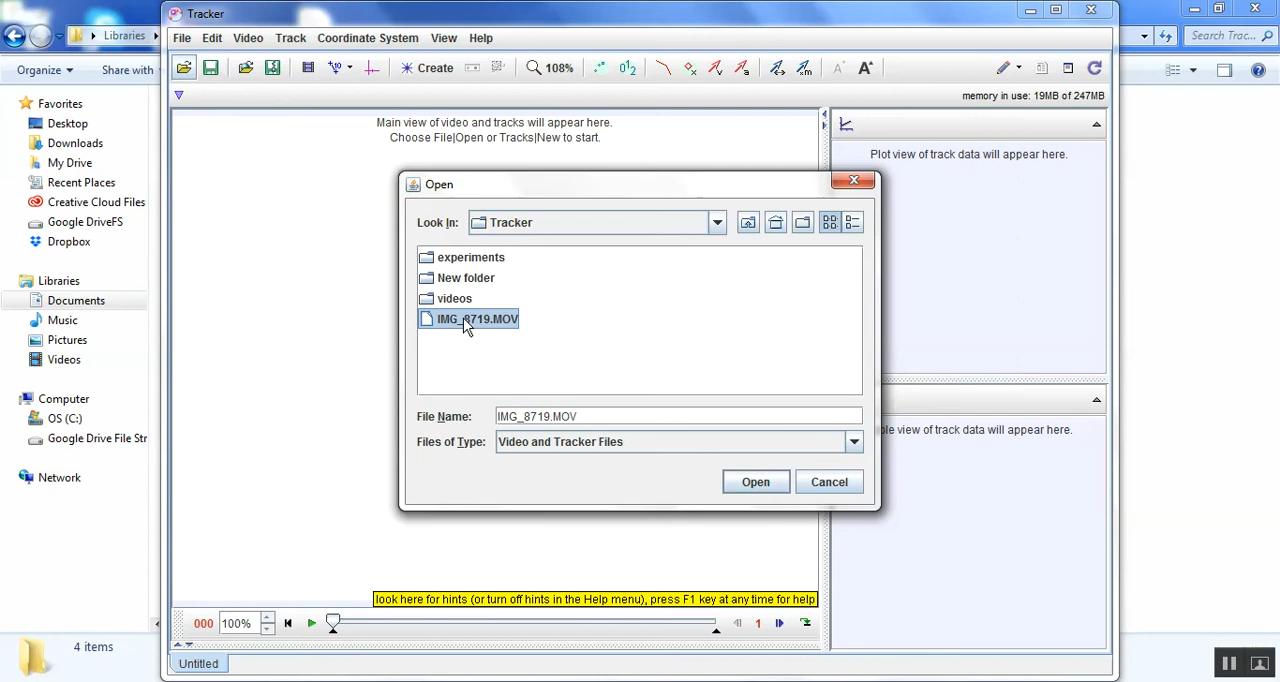 Tracker
Libraries
Search Trac...
File Edit Video Track Coordinate System View Help
Organize Share with
Create 108%
memory in use: 19MB of 247MB
Favorites
Desktop
Downloads
My Drive
Recent Places
Creative Cloud Files
Google DriveFS
Dropbox
Libraries
Documents
Music
Pictures
Videos
Computer
OS (C:)
Google Drive File Str
Network
4 items
Main view of video and tracks will appear here.
Choose File|Open or Tracks|New to start.
Plot view of track data will appear here.
ble view of track data will appear here.
Open
Look In: Tracker
experiments
New folder
videos
IMG_8719.MOV
File Name: IMG_8719.MOV
Files of Type: Video and Tracker Files
Open Cancel
look here for hints (or turn off hints in the Help menu), press F1 key at any time for help
000 100% 1
Untitled